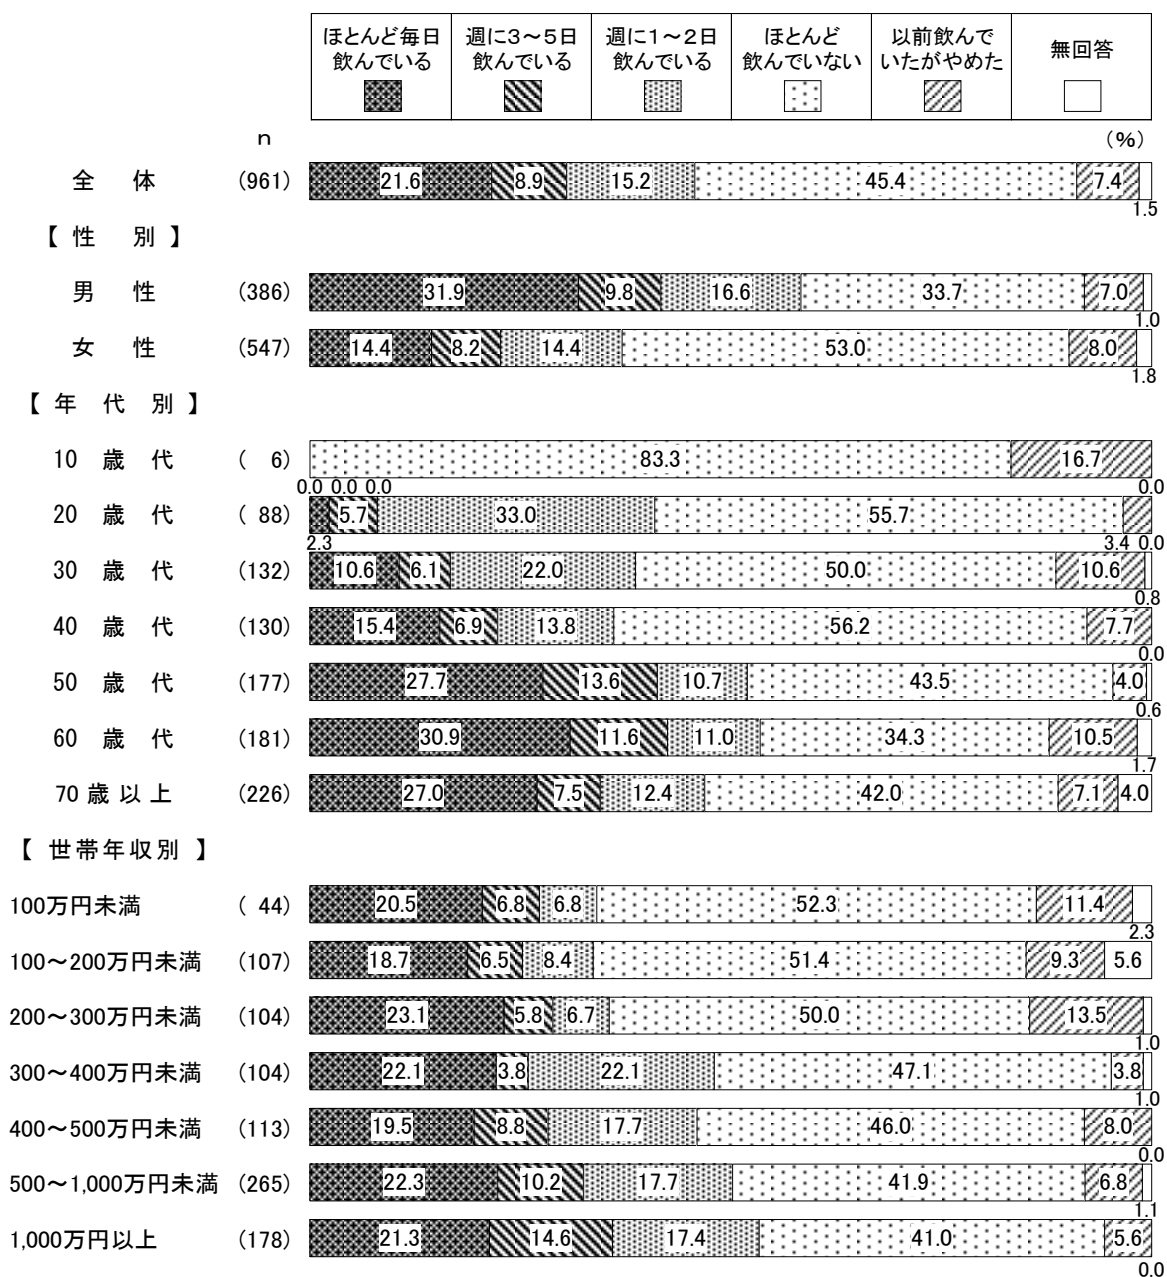 ほとんど毎日 週に3～5日 週に1～2日 ほとんど 以前飲んで 無回答
飲んでいる 飲んでいる 飲んでいる 飲んでいない いたがやめた
n (%)
全 体 (961) 21.6 8.9 15.2 45.4 7.4
1.5
【 性 別 】
男 性 (386) 31.9 9.8 16.6 33.7 7.0
1.0
女 性 (547) 14.4 8.2 14.4 53.0 8.0
1.8
【 年 代 別 】
10 歳 代 ( 6) 83.3 16.7
0.0 0.0 0.0 0.0
20 歳 代 ( 88) 5.7 33.0 55.7
2.3 3.4 0.0
30 歳 代 (132) 10.6 6.1 22.0 50.0 10.6
0.8
40 歳 代 (130) 15.4 6.9 13.8 56.2 7.7
0.0
50 歳 代 (177) 27.7 13.6 10.7 43.5 4.0
0.6
60 歳 代 (181) 30.9 11.6 11.0 34.3 10.5
1.7
70 歳 以 上 (226) 27.0 7.5 12.4 42.0 7.1 4.0
【 世帯年収別 】
100万円未満 ( 44) 20.5 6.8 6.8 52.3 11.4
2.3
100～200万円未満 (107) 18.7 6.5 8.4 51.4 9.3 5.6
200～300万円未満 (104) 23.1 5.8 6.7 50.0 13.5
1.0
300～400万円未満 (104) 22.1 3.8 22.1 47.1 3.8
1.0
400～500万円未満 (113) 19.5 8.8 17.7 46.0 8.0
0.0
500～1,000万円未満 (265) 22.3 10.2 17.7 41.9 6.8
1.1
1,000万円以上 (178) 21.3 14.6 17.4 41.0 5.6
0.0